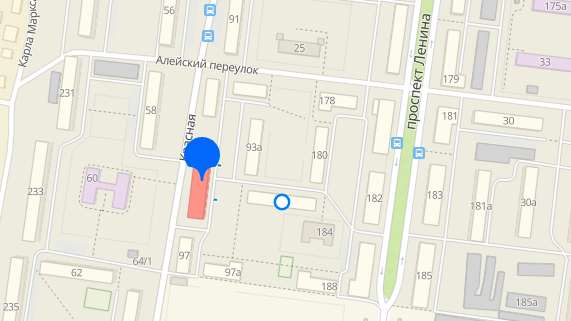 56
91
175а
Карла Маркса
25
проспект Ленина
33
Алейский переулок
179
231
58
178
181
30
Красная
93а
180
60
233
182
183
181а
30а
184
97
64/1
62
97а
188
185
235
185а